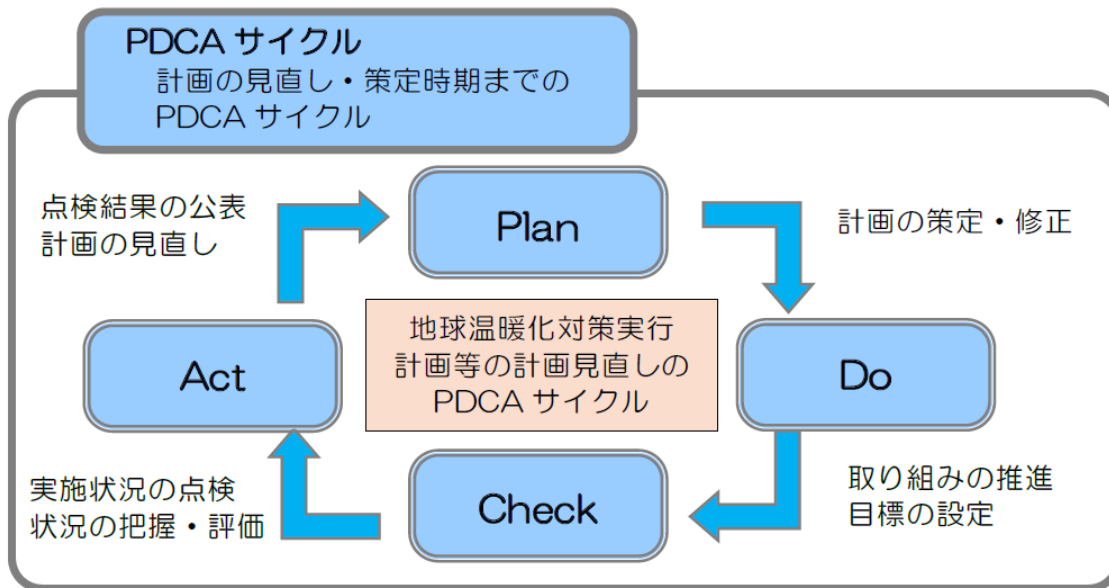 PDCA サイクル
計画の見直し・策定時期までの
PDCA サイクル
点検結果の公表
計画の見直し
Plan
計画の策定・修正
Act
地球温暖化対策実行
計画等の計画見直しの
PDCA サイクル
Do
実施状況の点検
状況の把握・評価
Check
取り組みの推進
目標の設定